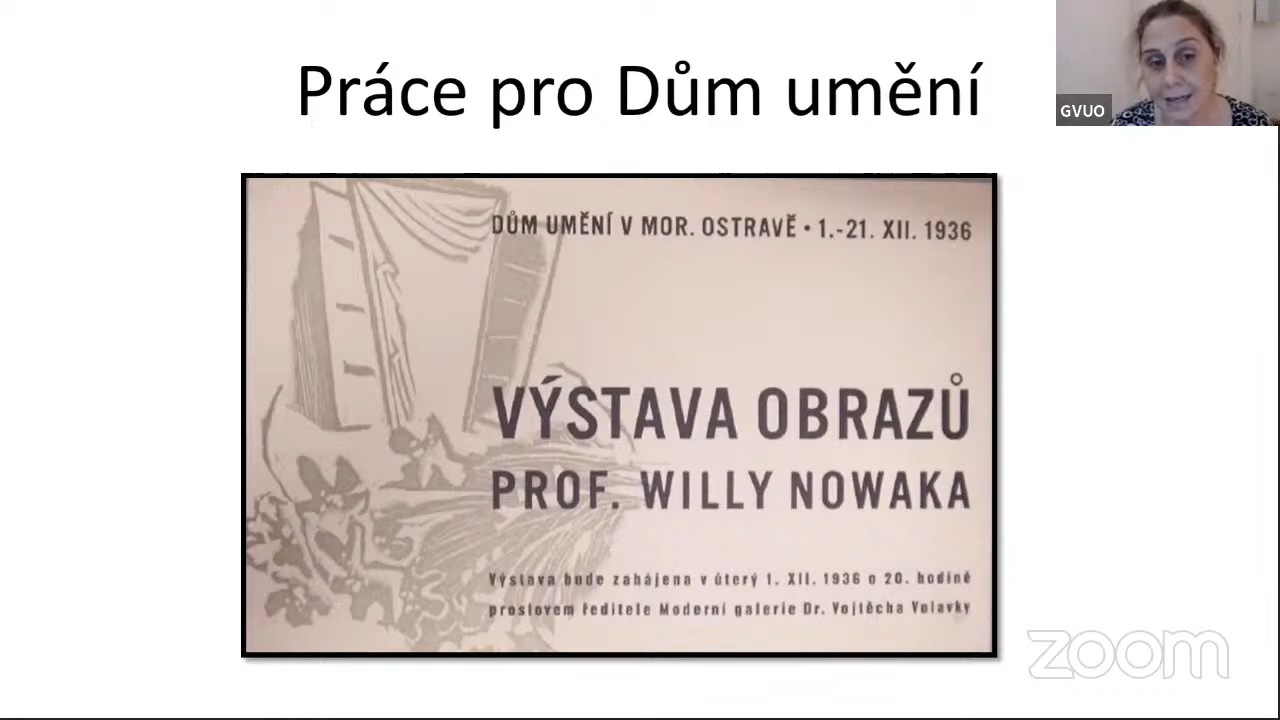 Práce pro Dům umění
GVUO
DŮM UMĚNÍ V MOR. OSTRAVĚ • 1.-21. XII. 1936
VÝSTAVA OBRAZŮ
PROF. WILLY NOWAKA
Výstava bude zahájena v úterý 1. XII. 1936 o 20. hodině
proslovem ředitele Moderní galerie Dr. Vojtěcha Volavky
zoom